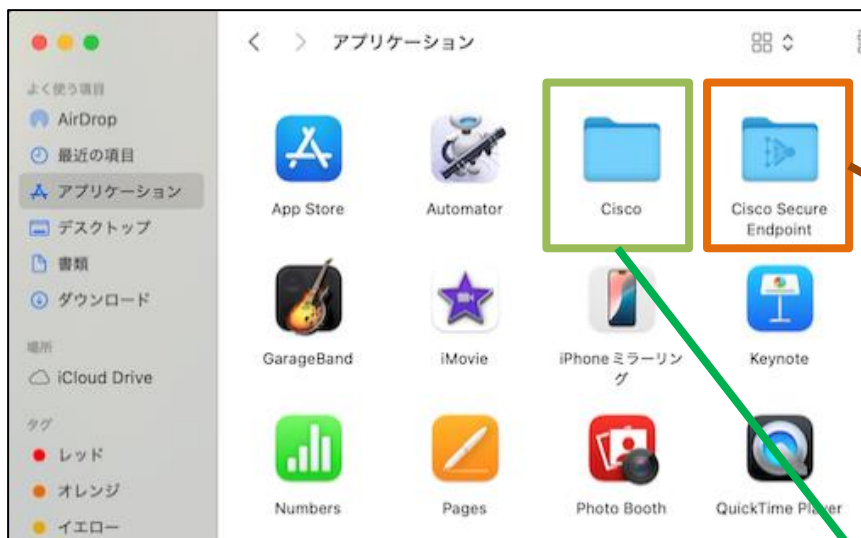 アプリケーション
よく使う項目
AirDrop
最近の項目
アプリケーション
デスクトップ
書類
ダウンロード
場所
iCloud Drive
タグ
レッド
オレンジ
イエロー
App Store
Automator
Cisco
Cisco Secure
Endpoint
GarageBand
iMovie
iPhoneミラーリン
グ
Keynote
Numbers
Pages
Photo Booth
QuickTime Player